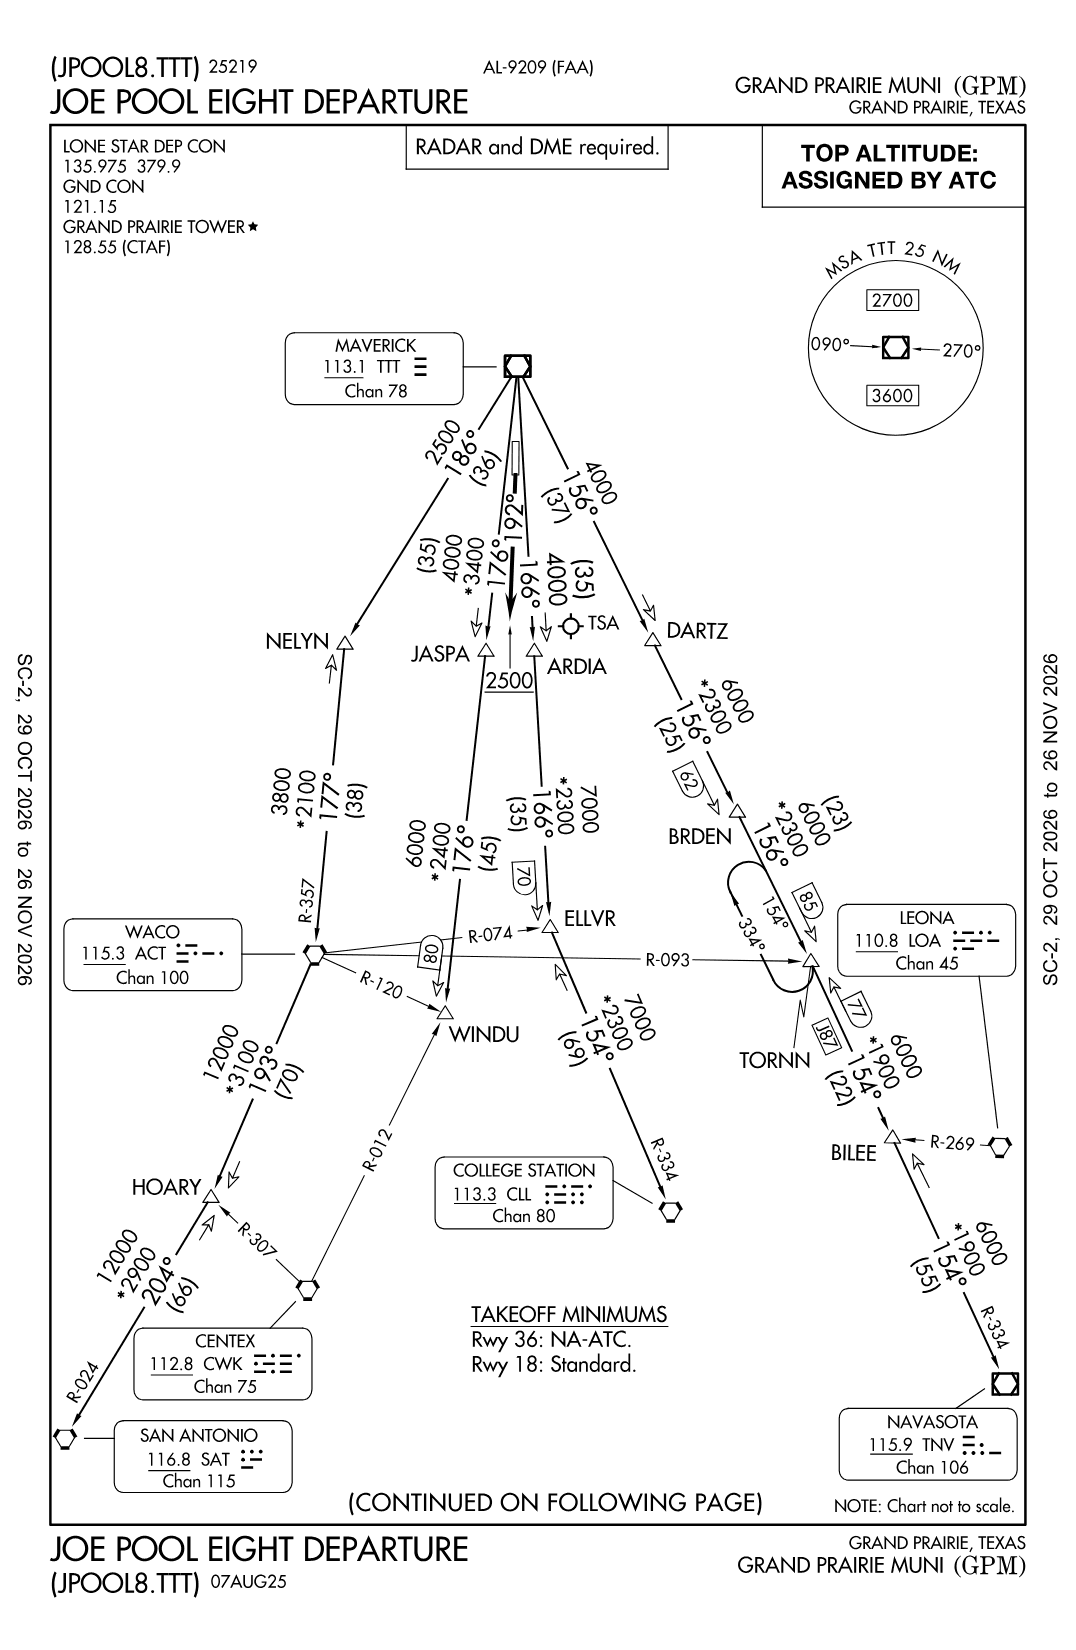 (JPOOL8.TTT) 25219
AL-9209 (FAA)
JOE POOL EIGHT DEPARTURE
GRAND PRAIRIE MUNI (GPM)
GRAND PRAIRIE, TEXAS
LONE STAR DEP CON
135.975 379.9
GND CON
121.15
GRAND PRAIRIE TOWER★
128.55 (CTAF)
RADAR and DME required.
TOP ALTITUDE:
ASSIGNED BY ATC
MSA TTT 25 NM
2700
090°
270°
3600
MAVERICK
113.1 TTT
Chan 78
2500
186°
(36)
(35)
4000
*3400
176°
192°
166°
4000
(35)
4000
156°
(37)
TSA
NELYN
JASPA
2500
ARDIA
DARTZ
6000
*2300
156°
(25)
62
BRDEN
3800
*2100
177°
(38)
6000
*2400
176°
(45)
7000
*2300
166°
(35)
70
(23)
6000
*2300
156°
85
154°
334°
R-357
WACO
115.3 ACT
Chan 100
R-074
80
R-120
R-093
ELLVR
WINDU
TORNN
LEONA
110.8 LOA
Chan 45
77
J87
6000
*1900
154°
(22)
7000
*2300
154°
(69)
R-334
12000
*3100
193°
(70)
R-012
HOARY
R-307
COLLEGE STATION
113.3 CLL
Chan 80
BILEE
R-269
12000
*2900
204°
(66)
R-024
CENTEX
112.8 CWK
Chan 75
SAN ANTONIO
116.8 SAT
Chan 115
TAKEOFF MINIMUMS
Rwy 36: NA-ATC.
Rwy 18: Standard.
6000
*1900
154°
(55)
R-334
NAVASOTA
115.9 TNV
Chan 106
(CONTINUED ON FOLLOWING PAGE)
NOTE: Chart not to scale.
SC-2, 29 OCT 2026 to 26 NOV 2026
SC-2, 29 OCT 2026 to 26 NOV 2026
JOE POOL EIGHT DEPARTURE
(JPOOL8.TTT) 07AUG25
GRAND PRAIRIE, TEXAS
GRAND PRAIRIE MUNI (GPM)